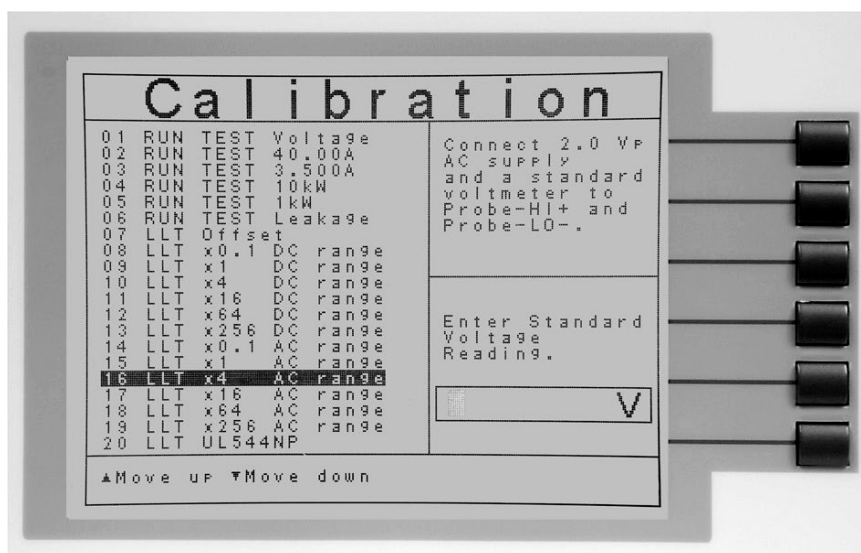 Calibration
01 RUN TEST Voltage
02 RUN TEST 40.00A
03 RUN TEST 3.500A
04 RUN TEST 10kW
05 RUN TEST 1kW
06 RUN TEST Leakage
07 LLT Offset
08 LLT x0.1 DC range
09 LLT x1 DC range
10 LLT x4 DC range
11 LLT x16 DC range
12 LLT x64 DC range
13 LLT x256 DC range
14 LLT x0.1 AC range
15 LLT x1 AC range
16 LLT x4 AC range
17 LLT x16 AC range
18 LLT x64 AC range
19 LLT x256 AC range
20 LLT UL544NP
Connect 2.0 Vp
AC supply
and a standard
voltmeter to
Probe-HI+ and
Probe-LO-.
Enter Standard
Voltage
Reading.
V
▲Move up ▼Move down